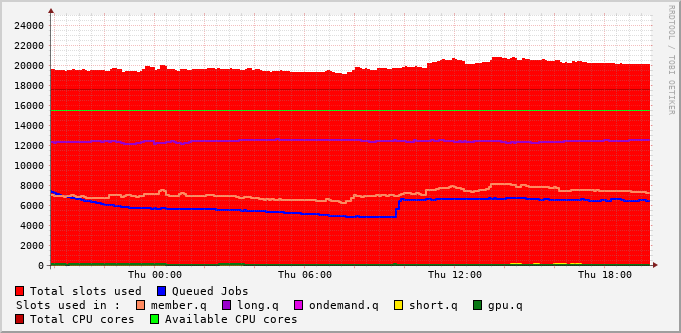 24000
22000
20000
18000
16000
14000
12000
10000
8000
6000
4000
2000
0
Thu 00:00 Thu 06:00 Thu 12:00 Thu 18:00
RRDTOOL / TOBI OETIKER
Total slots used Queued Jobs
Slots used in : member.q long.q ondemand.q short.q gpu.q
Total CPU cores Available CPU cores